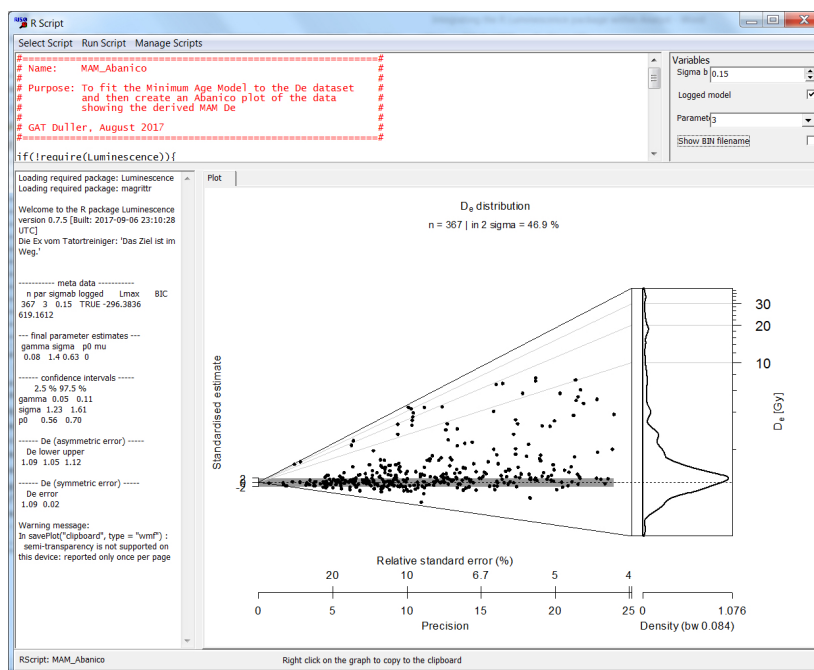 R Script
Select Script Run Script Manage Scripts
#=======================================================#
# Name: MAM_Abanico #
# #
# Purpose: To fit the Minimum Age Model to the De dataset #
# and then create an Abanico plot of the data #
# showing the derived MAM De #
# #
# GAT Duller, August 2017 #
#=======================================================#
if(!require(Luminescence)){
Variables
Sigma b 0.15
Logged model
Paramet 3
Show BIN filename
Loading required package: Luminescence
Loading required package: magrittr
Welcome to the R package Luminescence
version 0.7.5 [Built: 2017-09-06 23:10:28
UTC]
Die Ex vom Tatortreiniger: 'Das Ziel ist im
Weg.'
----------- meta data -----------
n par sigmab logged Lmax BIC
367 3 0.15 TRUE -296.3836
619.1612
--- final parameter estimates ---
gamma sigma p0 mu
0.08 1.4 0.63 0
------ confidence intervals -----
2.5 % 97.5 %
gamma 0.05 0.11
sigma 1.23 1.61
p0 0.56 0.70
------ De (asymmetric error) -----
De lower upper
1.09 1.05 1.12
------ De (symmetric error) -----
De error
1.09 0.02
Warning message:
In savePlot("clipboard", type = "wmf") :
semi-transparency is not supported on
this device: reported only once per page
Plot
De distribution
n = 367 | in 2 sigma = 46.9 %
Standardised estimate
2
0
-2
30
20
10
De [Gy]
Relative standard error (%)
20 10 6.7 5 4
0 5 10 15 20 25 0 1.076
Precision Density (bw 0.084)
RScript: MAM_Abanico Right click on the graph to copy to the clipboard